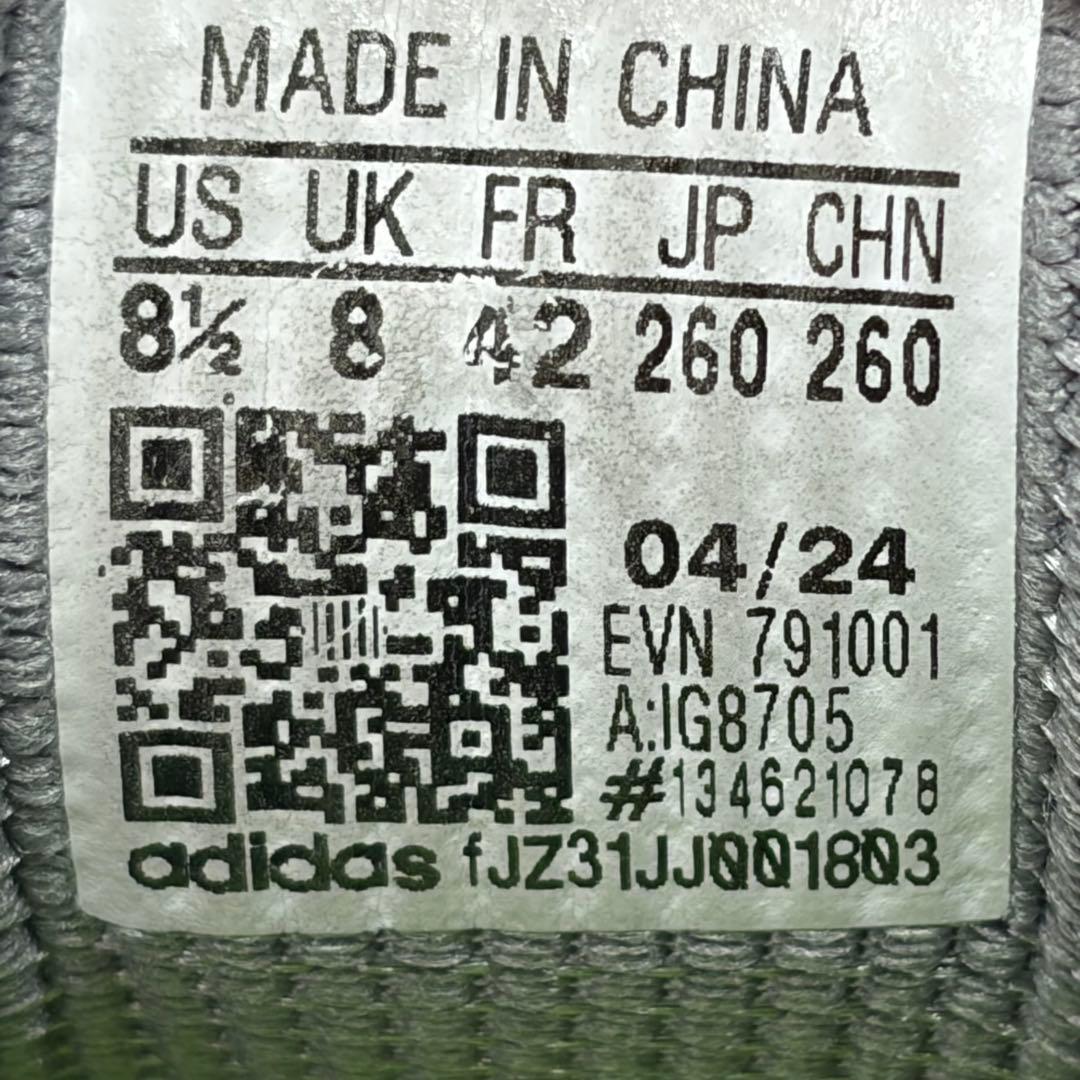 MADE IN CHINA
US UK FR JP CHN
8½ 8 42 260 260
04/24
EVN 791001
A:IG8705
#134621078
adidas fJZ31JJ001803